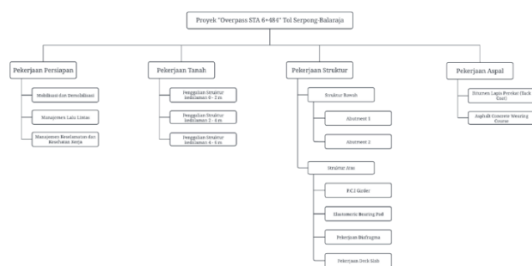 Proyek "Overpass STA 6+484" Tol Serpong-Balaraja
Pekerjaan Persiapan
Mobilisasi dan Demobilisasi
Manajemen Lalu Lintas
Manajemen Keselamatan dan
Kesehatan Kerja
Pekerjaan Tanah
Penggalian Struktur
kedalaman 0 - 2 m
Penggalian Struktur
kedalaman 2 - 4 m
Penggalian Struktur
kedalaman 4 - 6 m
Pekerjaan Struktur
Struktur Bawah
Abutment 1
Abutment 2
Struktur Atas
PCI Girder
Elastomeric Bearing Pad
Pekerjaan Diafragma
Pekerjaan Deck Slab
Pekerjaan Aspal
Bitumen Lapis Perekat (Tack
Coat)
Asphalt Concrete Wearing
Course